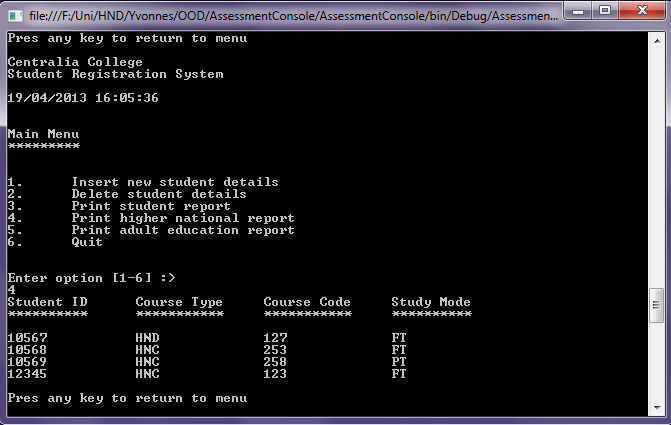 file:///F:/Uni/HND/Yvonnes/OOD/AssessmentConsole/AssessmentConsole/bin/Debug/Assessmen...
Pres any key to return to menu
Centralia College
Student Registration System
19/04/2013 16:05:36
Main Menu
*********
1. Insert new student details
2. Delete student details
3. Print student report
4. Print higher national report
5. Print adult education report
6. Quit
Enter option [1-6] :>
4
Student ID Course Type Course Code Study Mode
********** *********** *********** **********
10567 HND 127 FT
10568 HNC 253 FT
10569 HNC 258 PT
12345 HNC 123 FT
Pres any key to return to menu